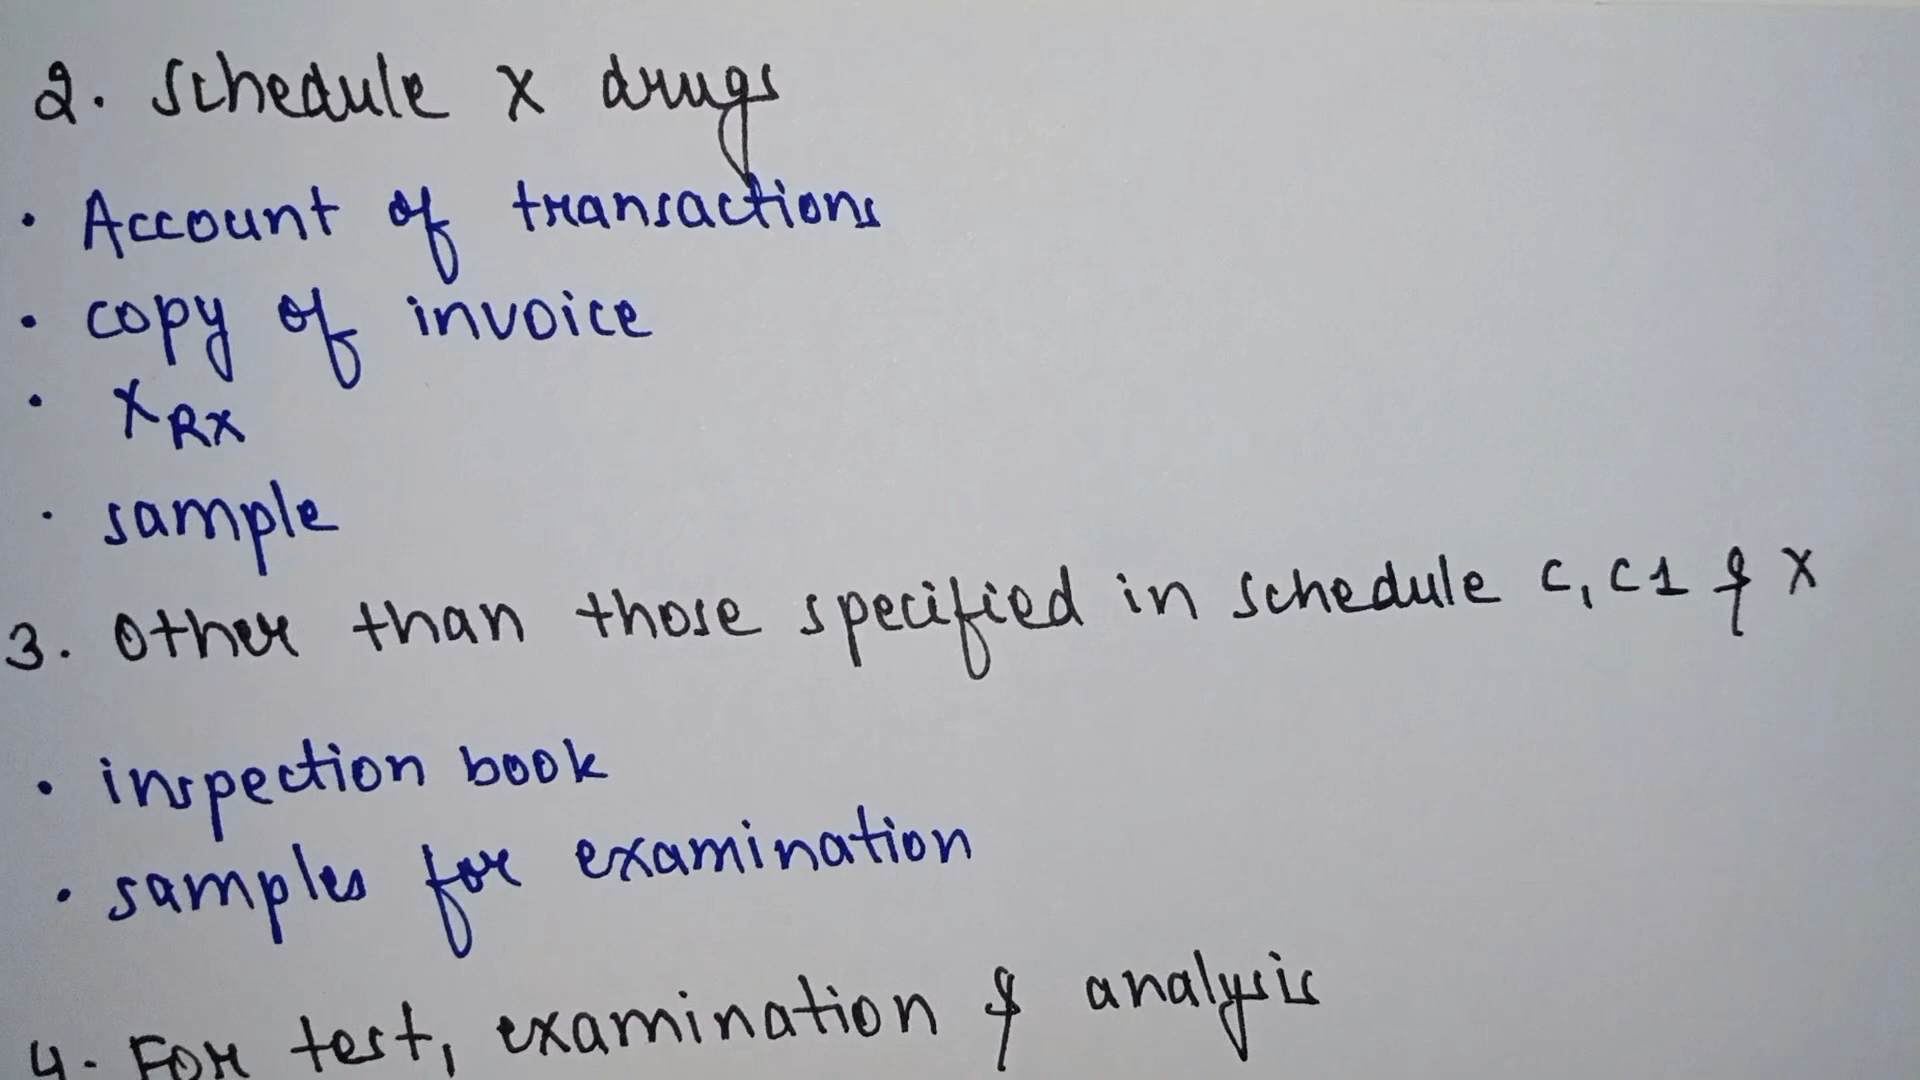 2. Schedule X drugs
• Account of transactions
• copy of invoice
• XRX
• sample
3. Other than those specified in schedule C, C1 & X
• inspection book
• samples for examination
4. For test, examination & analysis